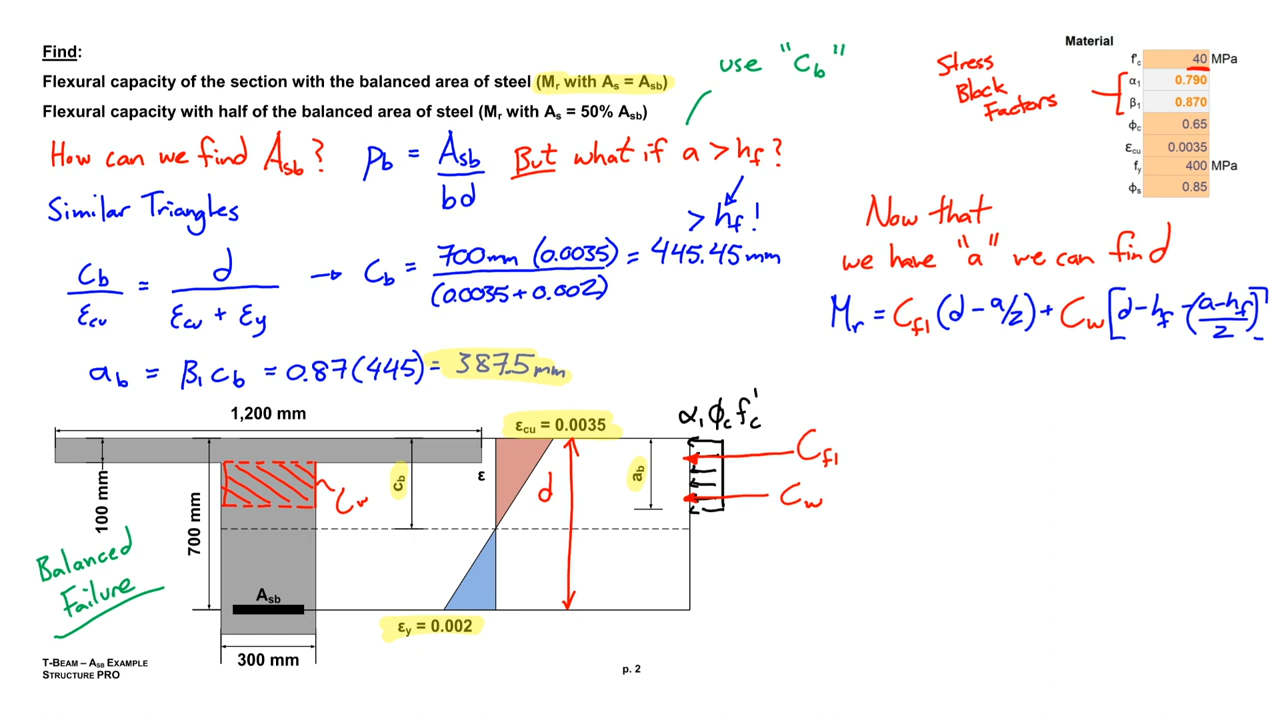 Find:
Flexural capacity of the section with the balanced area of steel (Mr with As = Asb)
Flexural capacity with half of the balanced area of steel (Mr with As = 50% Asb)
use "Cb"
Stress
Block
Factors
Material
f'c 40 MPa
α1 0.790
β1 0.870
ϕc 0.65
εcu 0.0035
fy 400 MPa
ϕs 0.85
How can we find Asb?
ρb = Asb / bd
But what if a > hf?
> hf!
Similar Triangles
Cb / εcu = d / (εcu + εy) → Cb = 700mm (0.0035) / (0.0035 + 0.002) = 445.45 mm
ab = β1 cb = 0.87(445) = 387.5 mm
Now that
we have "a" we can find
Mr = Cf1 (d - a/2) + Cw [d - hf - (a - hf)/2]
1,200 mm
εcu = 0.0035
α1 ϕc f'c
Cf1
100 mm
700 mm
Cw
cb
ε
d
ab
Cw
Balanced
Failure
Asb
εy = 0.002
300 mm
T-BEAM – ASB EXAMPLE
STRUCTURE PRO
p. 2